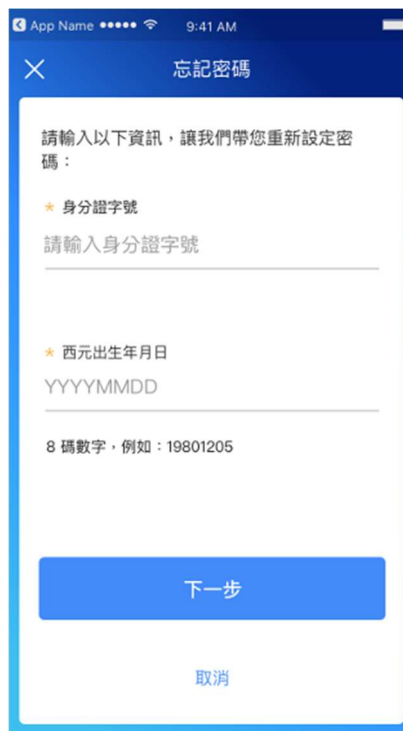 App Name 9:41 AM
忘記密碼
請輸入以下資訊，讓我們帶您重新設定密
碼：
* 身分證字號
請輸入身分證字號
* 西元出生年月日
YYYYMMDD
8 碼數字，例如：19801205
下一步
取消